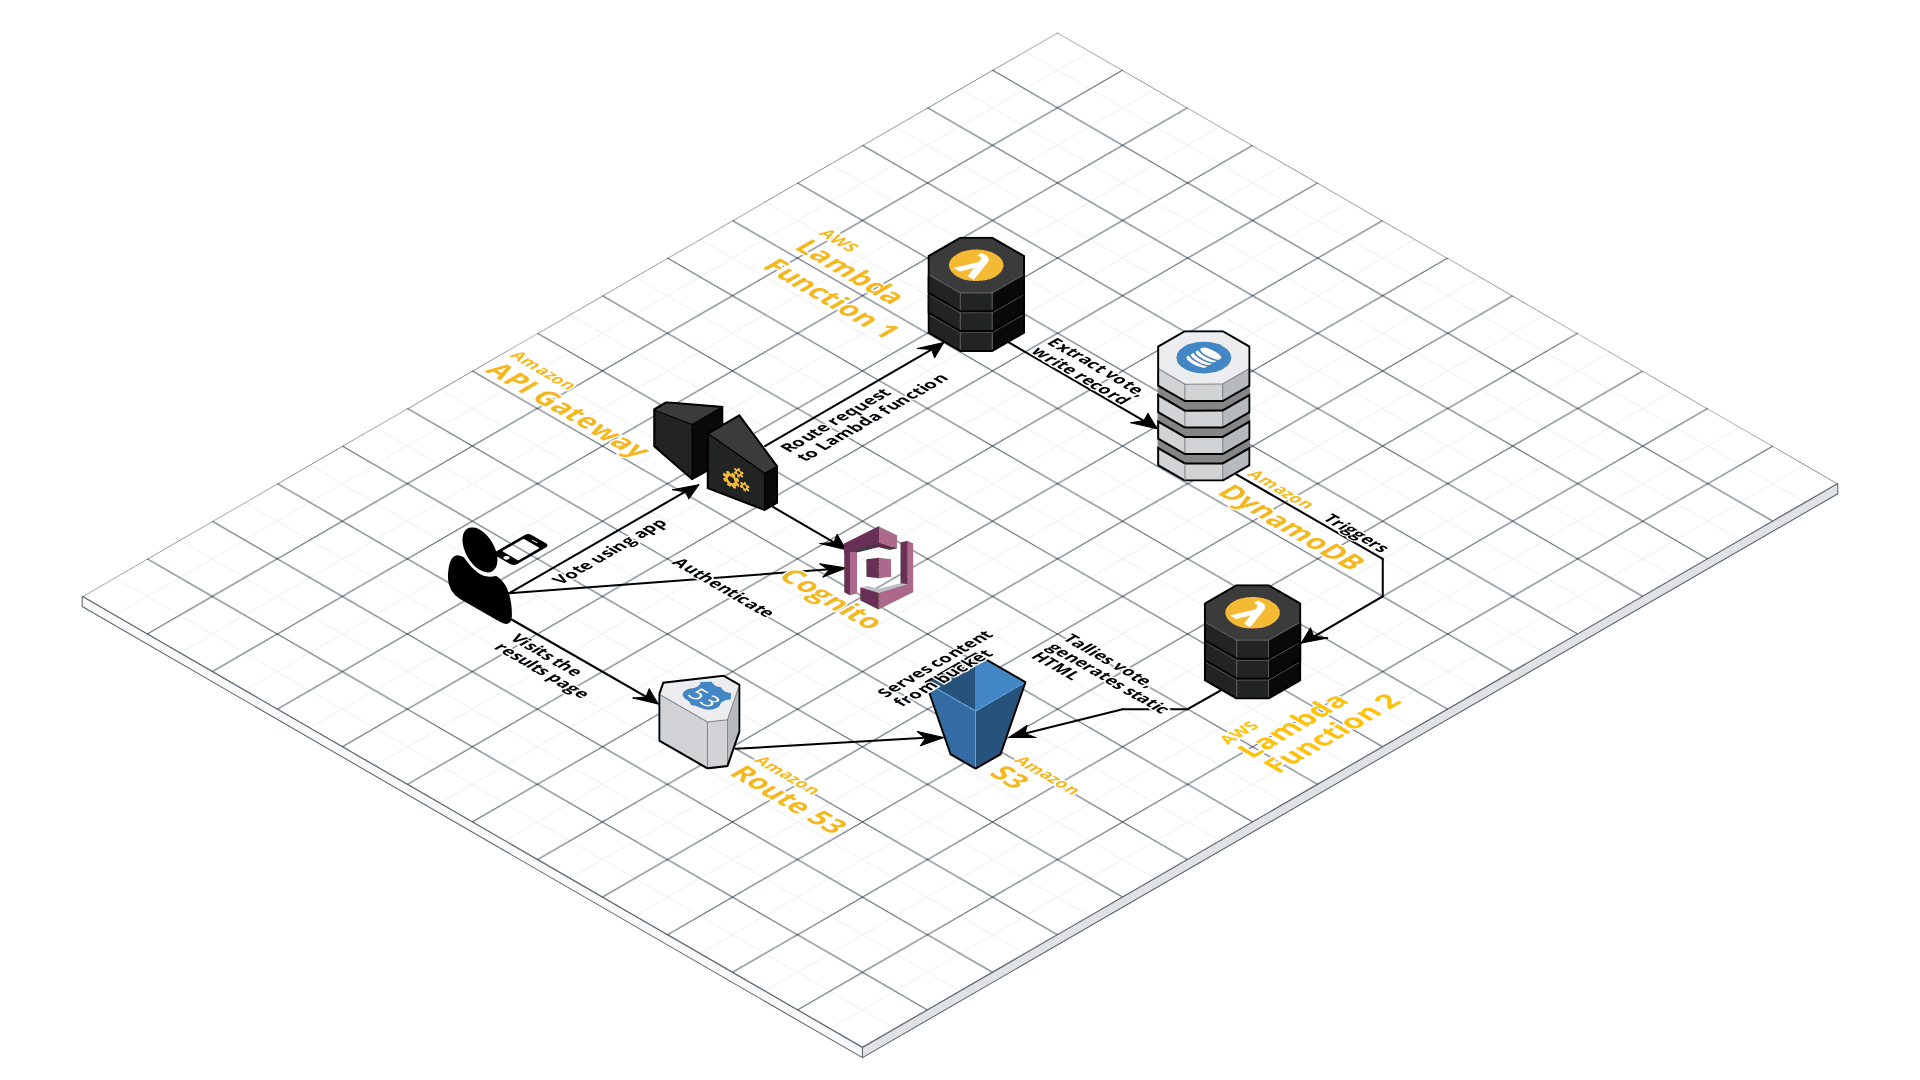 AWS
Lambda
Function 1
Extract vote,
write record
Amazon
API Gateway
Route request
to Lambda function
Amazon
DynamoDB
Triggers
Vote using app
Authenticate
Cognito
Visits the
results page
53
Amazon
Route 53
Serves content
from bucket
Amazon
S3
Tallies vote,
generates static
HTML
AWS
Lambda
Function 2